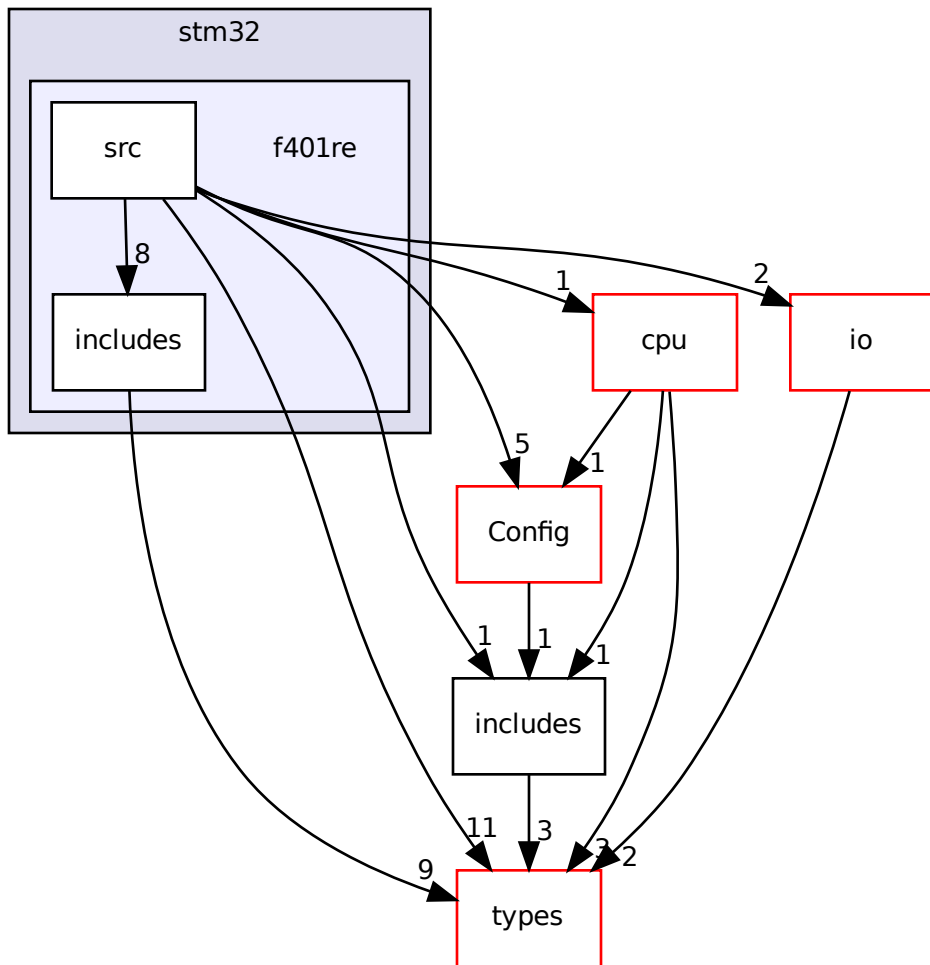 stm32
src
f401re
8
1
2
includes
cpu
io
5
1
Config
1
1
1
includes
11
3
3
2
9
types